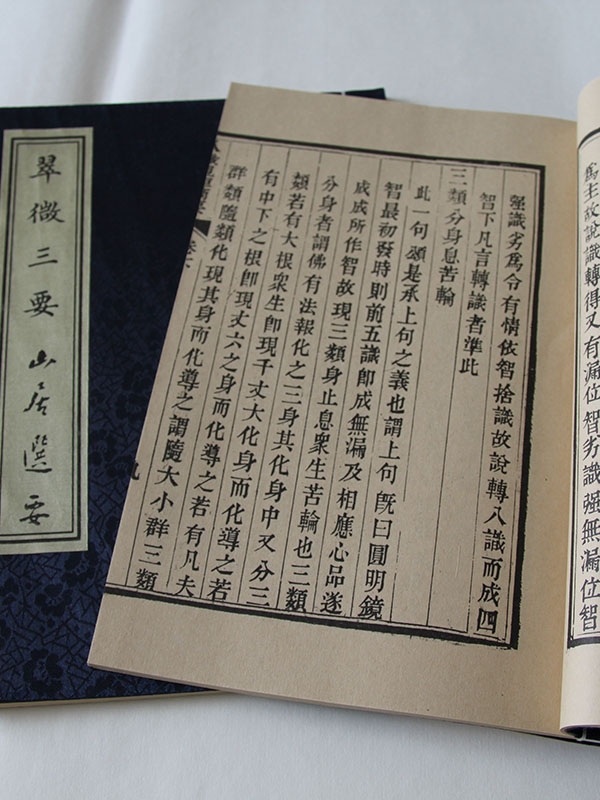 爲主故說識轉得又有漏位智劣識强無漏位智
强識劣爲令有情依智捨識故說轉八識而成四
智下凡言轉識者準此
三類分身息苦輪
此一句頌是承上句之義也謂上句旣曰圓明鏡
智最初發時則前五識卽成無漏及相應心品遂
成成所作智故現三類身止息衆生苦輪也三類
分身者謂佛有法報化之三身其化身中又分三
類若有大根衆生卽現千丈大化身而化導之若
有中下之根卽現丈六之身而化導之若有凡夫
群類隨類化現其身而化導之謂隨大小群三類
九
翠微三要 山居選要